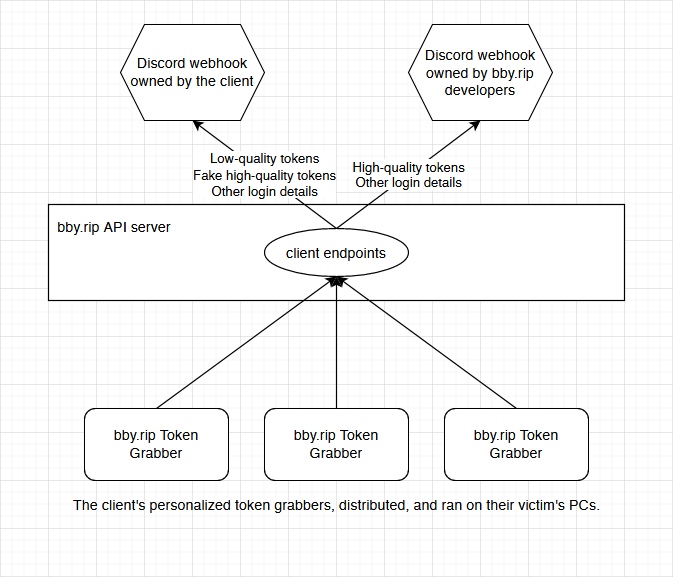 Discord webhook
owned by the client
Discord webhook
owned by bby.rip
developers
Low-quality tokens
Fake high-quality tokens
Other login details
High-quality tokens
Other login details
bby.rip API server
client endpoints
bby.rip Token
Grabber
bby.rip Token
Grabber
bby.rip Token
Grabber
The client's personalized token grabbers, distributed, and ran on their victim's PCs.